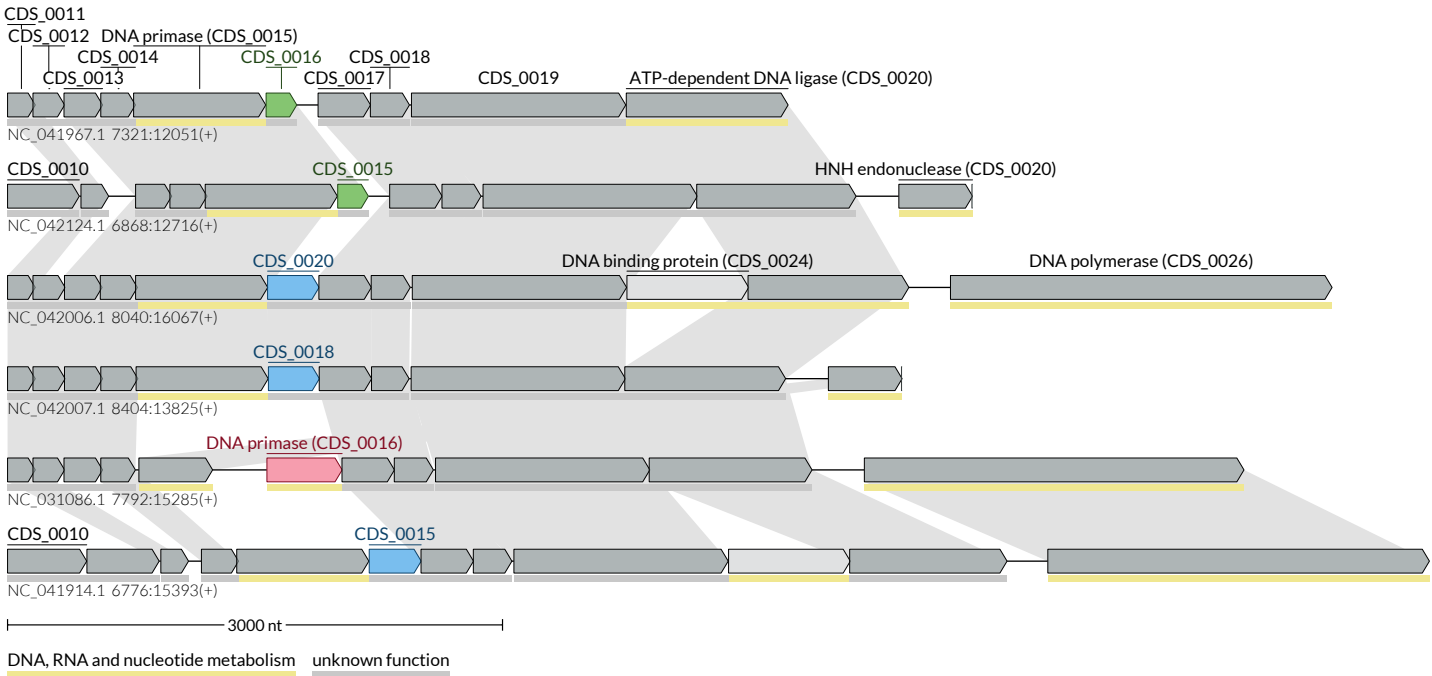 CDS_0011
CDS_0012 DNA primase (CDS_0015)
CDS_0014 CDS_0016 CDS_0018
CDS_0013 CDS_0017 CDS_0019 ATP-dependent DNA ligase (CDS_0020)
NC_041967.1 7321:12051(+)
CDS_0010 CDS_0015 HNH endonuclease (CDS_0020)
NC_042124.1 6868:12716(+)
CDS_0020 DNA binding protein (CDS_0024) DNA polymerase (CDS_0026)
NC_042006.1 8040:16067(+)
CDS_0018
NC_042007.1 8404:13825(+)
DNA primase (CDS_0016)
NC_031086.1 7792:15285(+)
CDS_0010 CDS_0015
NC_041914.1 6776:15393(+)
3000 nt
DNA, RNA and nucleotide metabolism unknown function